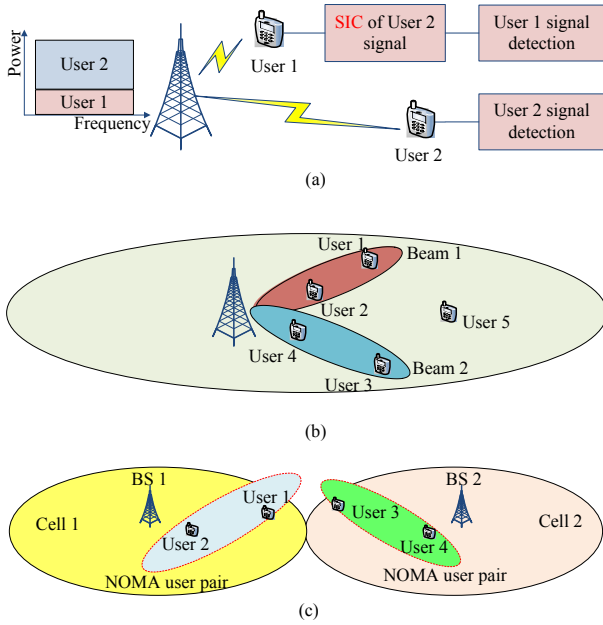 Power
User 2
User 1
Frequency
User 1
SIC of User 2
signal
User 1 signal
detection
User 2
User 2 signal
detection
(a)
User 1
Beam 1
User 2
User 5
User 4
User 3
Beam 2
(b)
BS 1
BS 2
Cell 1
User 1
User 2
NOMA user pair
User 3
User 4
Cell 2
NOMA user pair
(c)